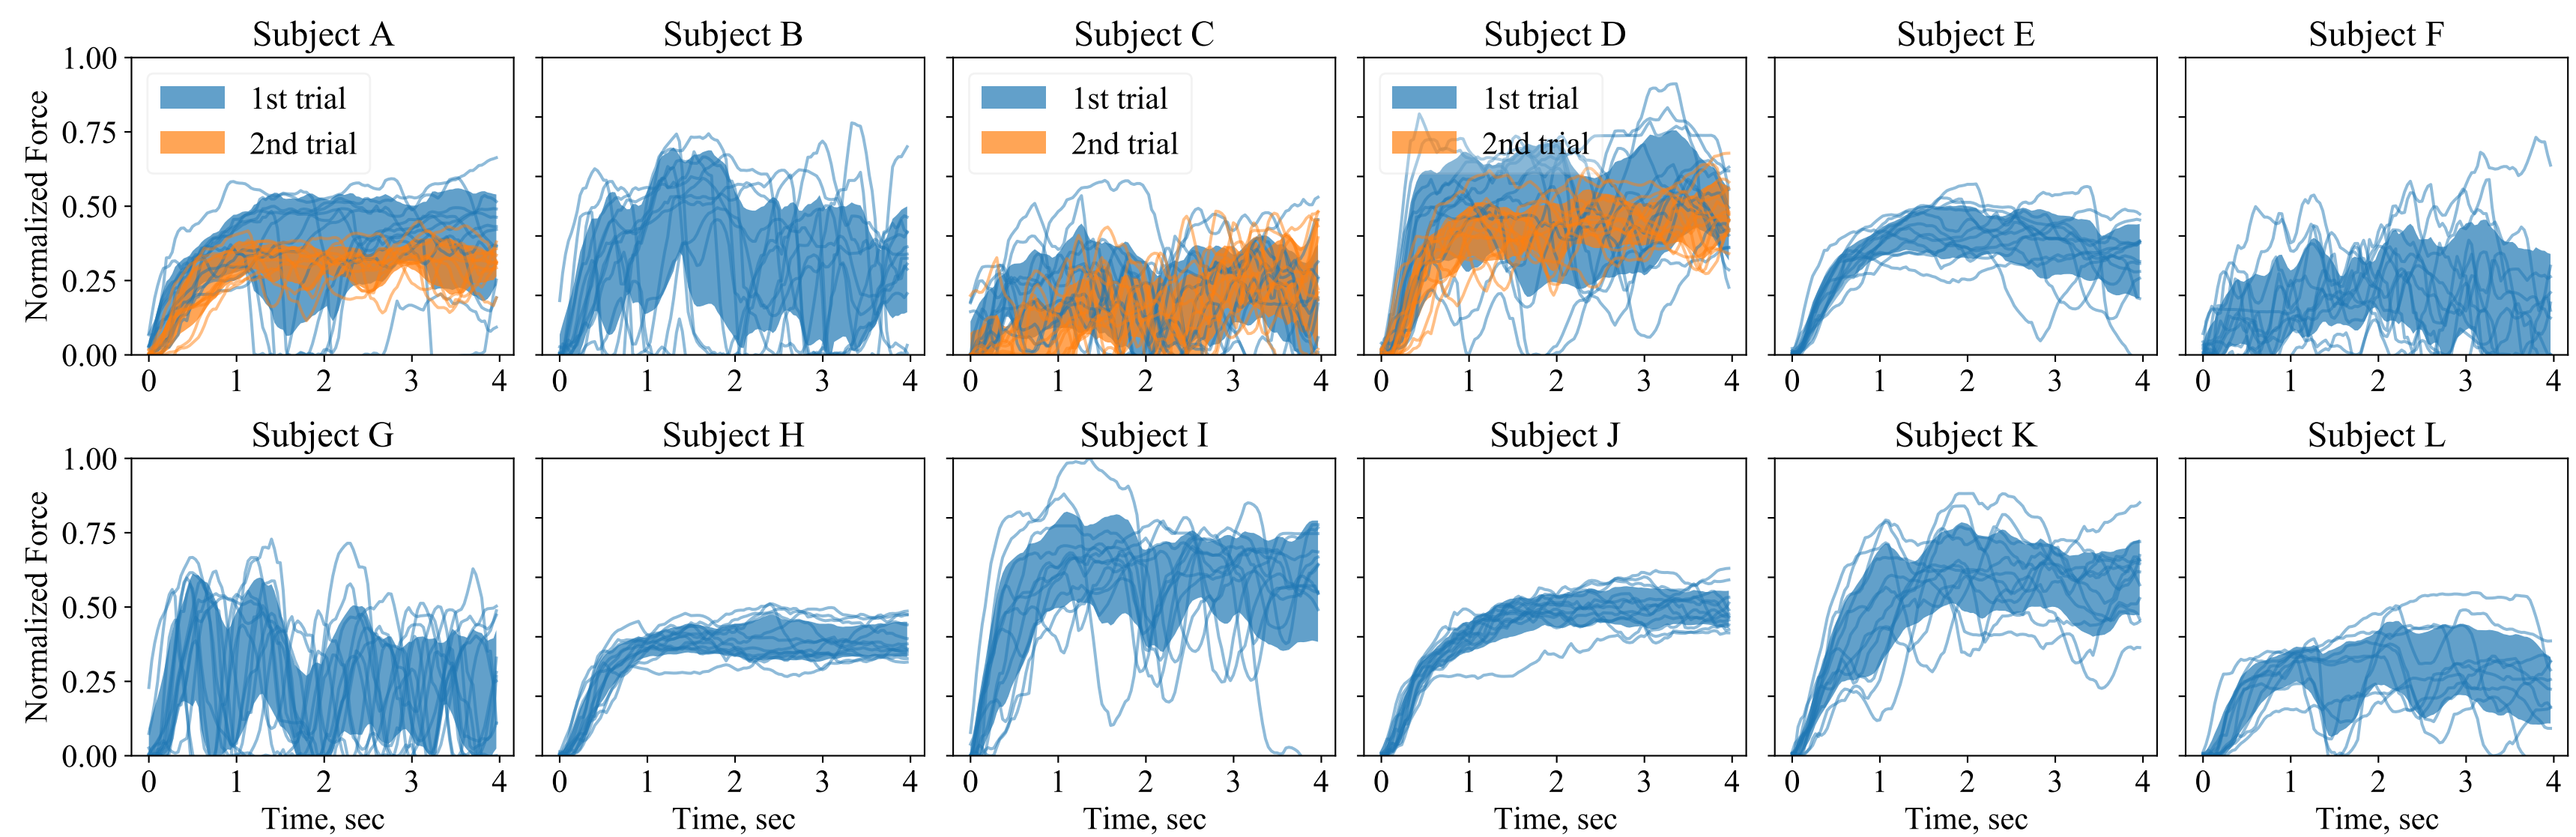 Subject A Subject B Subject C Subject D Subject E Subject F
1.00
0.75
0.50
0.25
0.00
Normalized Force
1st trial
2nd trial
1st trial
2nd trial
1st trial
2nd trial
0 1 2 3 4 0 1 2 3 4 0 1 2 3 4 0 1 2 3 4 0 1 2 3 4 0 1 2 3 4
Subject G Subject H Subject I Subject J Subject K Subject L
1.00
0.75
0.50
0.25
0.00
Normalized Force
0 1 2 3 4 0 1 2 3 4 0 1 2 3 4 0 1 2 3 4 0 1 2 3 4 0 1 2 3 4
Time, sec Time, sec Time, sec Time, sec Time, sec Time, sec